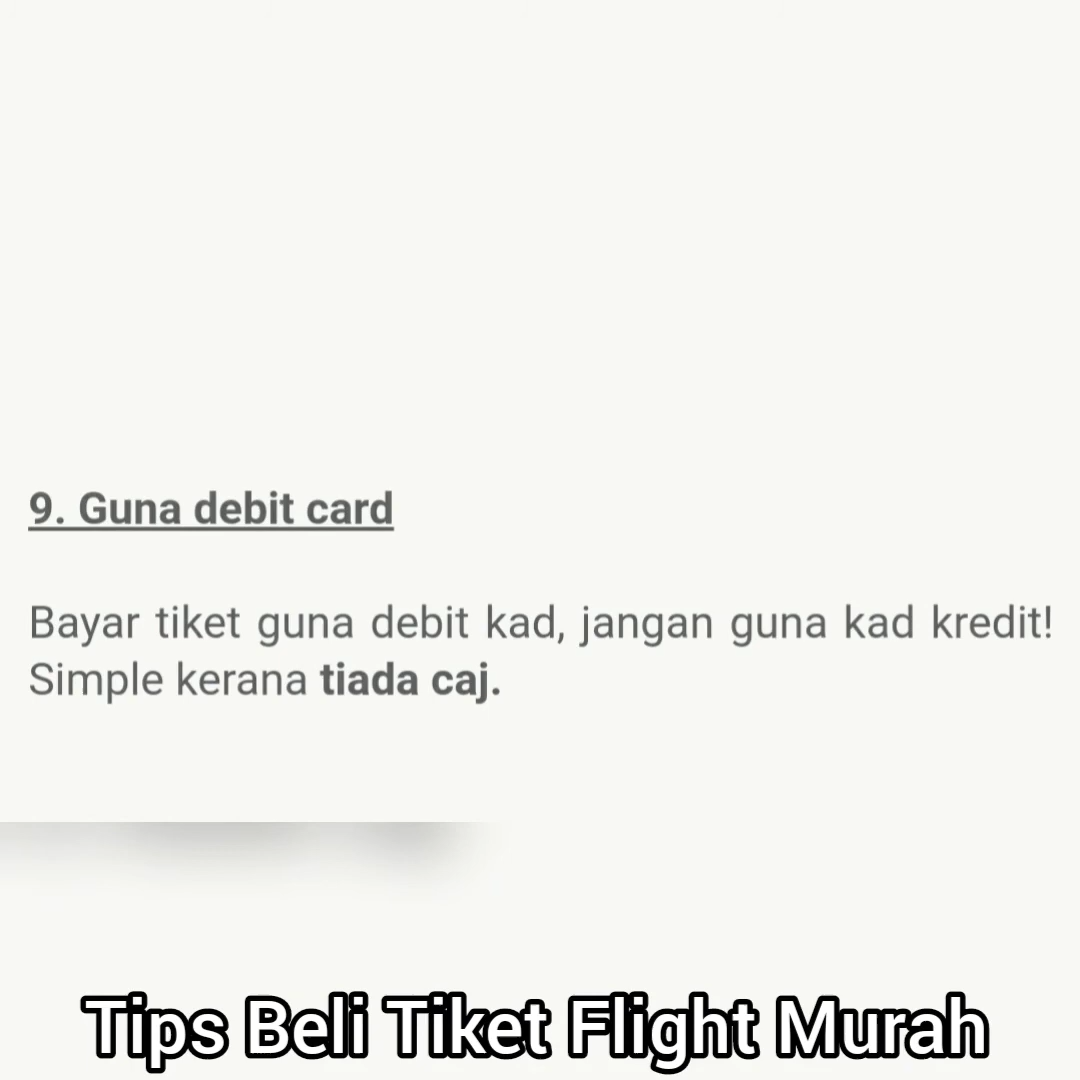 9. Guna debit card
Bayar tiket guna debit kad, jangan guna kad kredit!
Simple kerana tiada caj.
Tips Beli Tiket Flight Murah